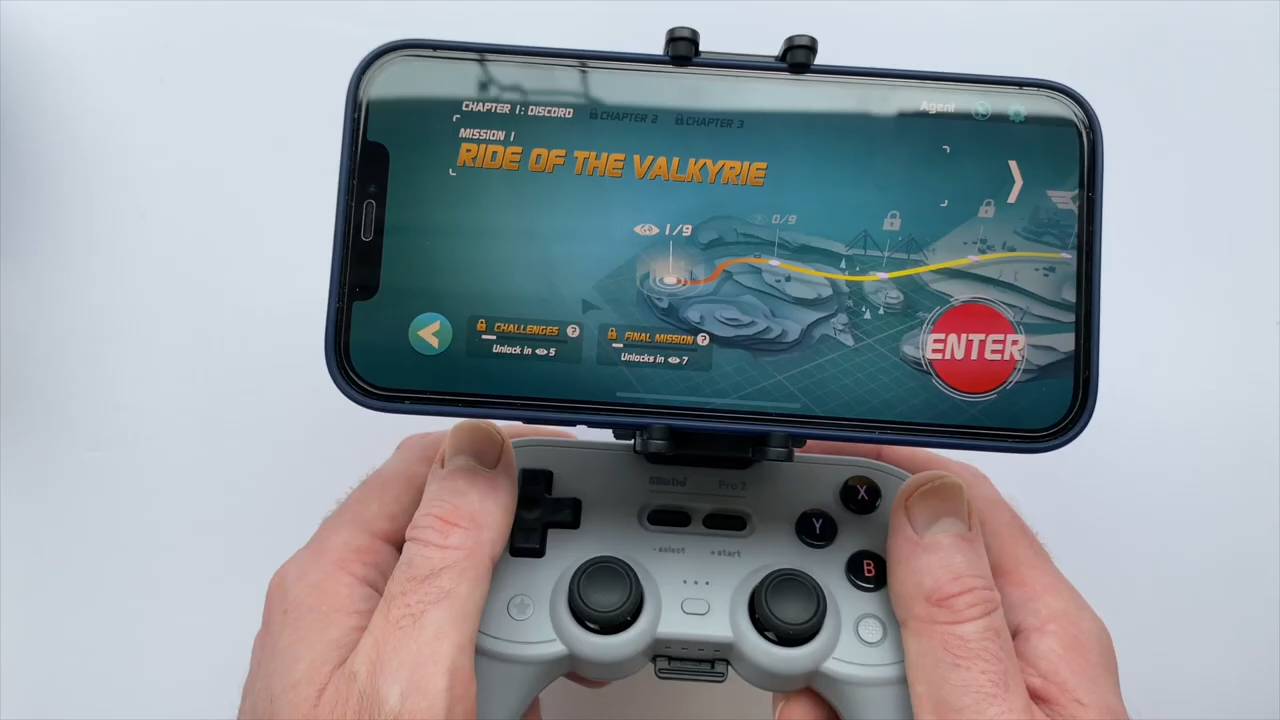 CHAPTER 1: DISCORD CHAPTER 2 CHAPTER 3 Agent
MISSION 1
RIDE OF THE VALKYRIE
1/9 0/9
CHALLENGES ?
Unlock in 5
FINAL MISSION ?
Unlocks in 7
ENTER
8BitDo Pro 2
- select + start
X
Y
B